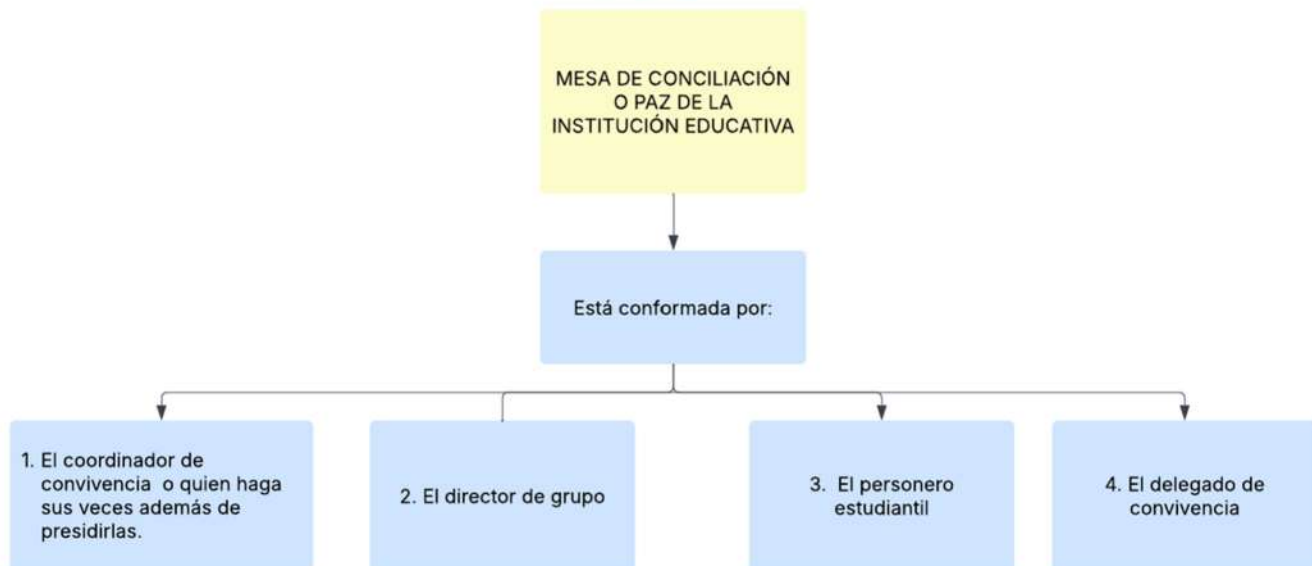 MESA DE CONCILIACIÓN
O PAZ DE LA
INSTITUCIÓN EDUCATIVA
Está conformada por:
1. El coordinador de
convivencia o quien haga
sus veces además de
presidirlas.
2. El director de grupo
3. El personero
estudiantil
4. El delegado de
convivencia